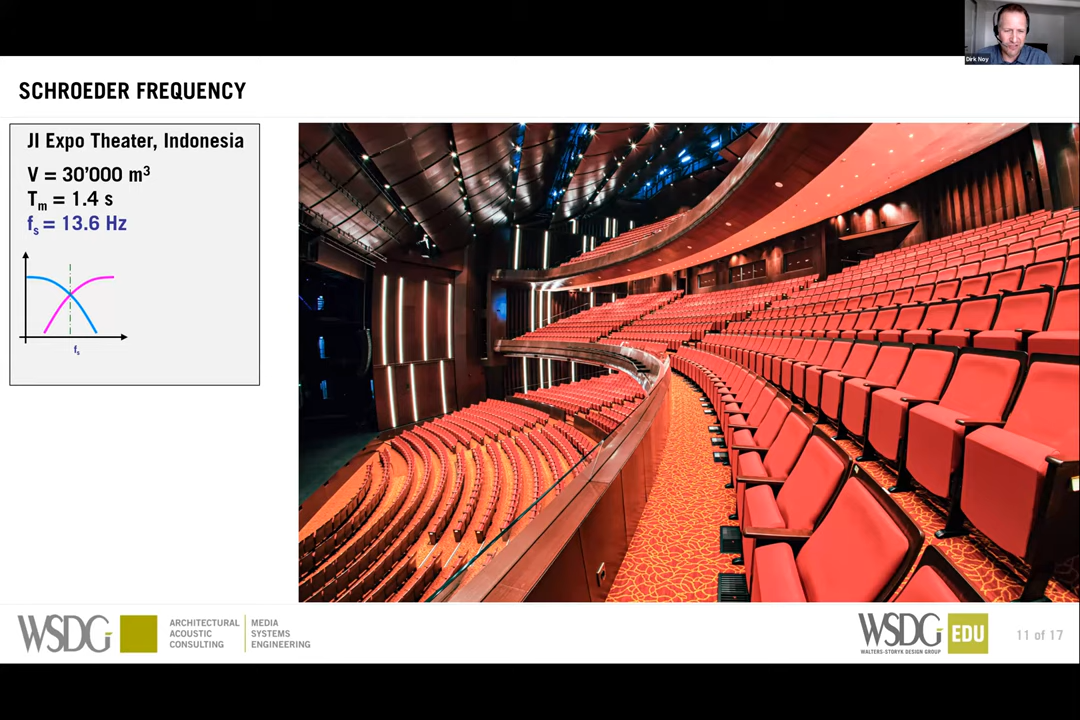 Dirk Noy
SCHROEDER FREQUENCY
JI Expo Theater, Indonesia
V = 30'000 m³
Tm = 1.4 s
fs = 13.6 Hz
fs
WSDG
ARCHITECTURAL
ACOUSTIC
CONSULTING
MEDIA
SYSTEMS
ENGINEERING
WSDG EDU
WALTERS-STORYK DESIGN GROUP
11 of 17